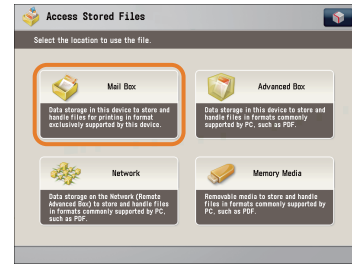 Access Stored Files
Select the location to use the file.
Mail Box
Data storage in this device to store and
handle files for printing in format
exclusively supported by this device.
Advanced Box
Data storage in this device to store and
handle files in formats commonly
supported by PC, such as PDF.
Network
Data storage on the Network (Remote
Advanced Box) to store and handle files
in formats commonly supported by PC,
such as PDF.
Memory Media
Removable media to store and handle
files in formats commonly supported by
PC, such as PDF.